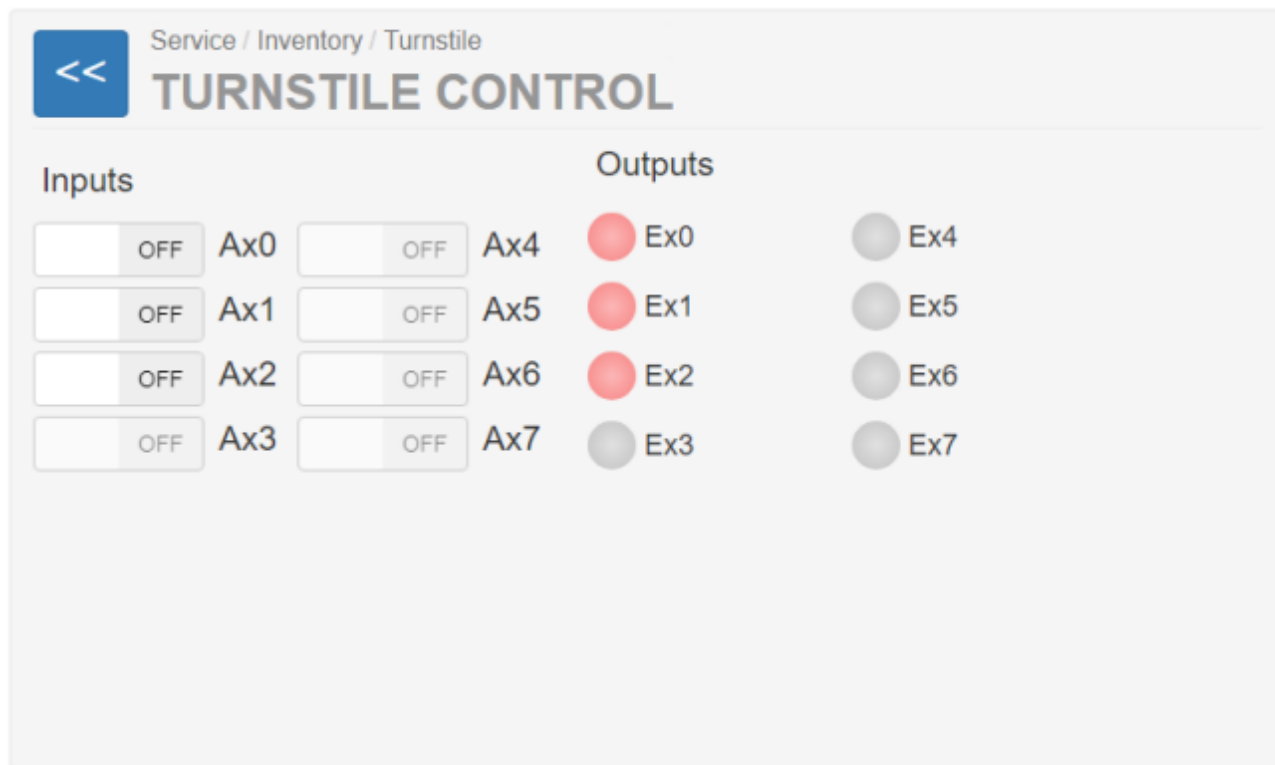 <<
Service / Inventory / Turnstile
TURNSTILE CONTROL
Inputs
Outputs
OFF Ax0 OFF Ax4 Ex0 Ex4
OFF Ax1 OFF Ax5 Ex1 Ex5
OFF Ax2 OFF Ax6 Ex2 Ex6
OFF Ax3 OFF Ax7 Ex3 Ex7